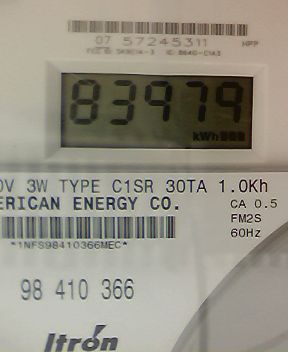 07 57245311 HPP
83979
kWh
0V 3W TYPE C1SR 30TA 1.0Kh
ERICAN ENERGY CO.
CA 0.5
FM2S
60Hz
*1NFS98410366MEC*
98 410 366
Itron